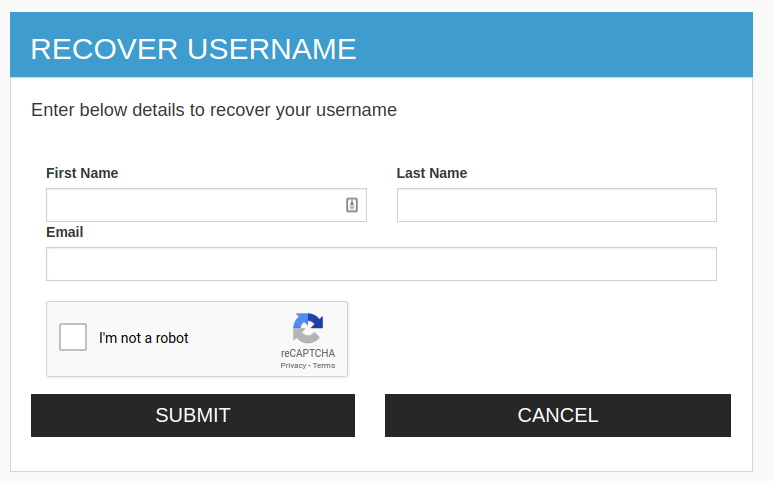 RECOVER USERNAME
Enter below details to recover your username
First Name Last Name
Email
I'm not a robot
reCAPTCHA
Privacy - Terms
SUBMIT CANCEL